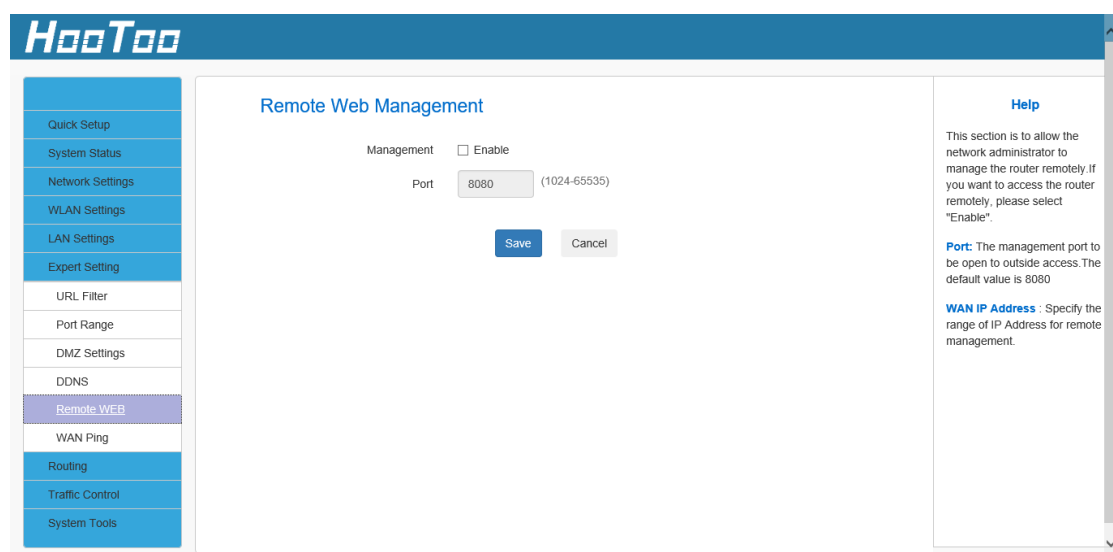 HooToo
Quick Setup
System Status
Network Settings
WLAN Settings
LAN Settings
Expert Setting
URL Filter
Port Range
DMZ Settings
DDNS
Remote WEB
WAN Ping
Routing
Traffic Control
System Tools
Remote Web Management
Management Enable
Port 8080 (1024-65535)
Save Cancel
Help
This section is to allow the
network administrator to
manage the router remotely.If
you want to access the router
remotely, please select
"Enable".
Port: The management port to
be open to outside access.The
default value is 8080
WAN IP Address : Specify the
range of IP Address for remote
management.